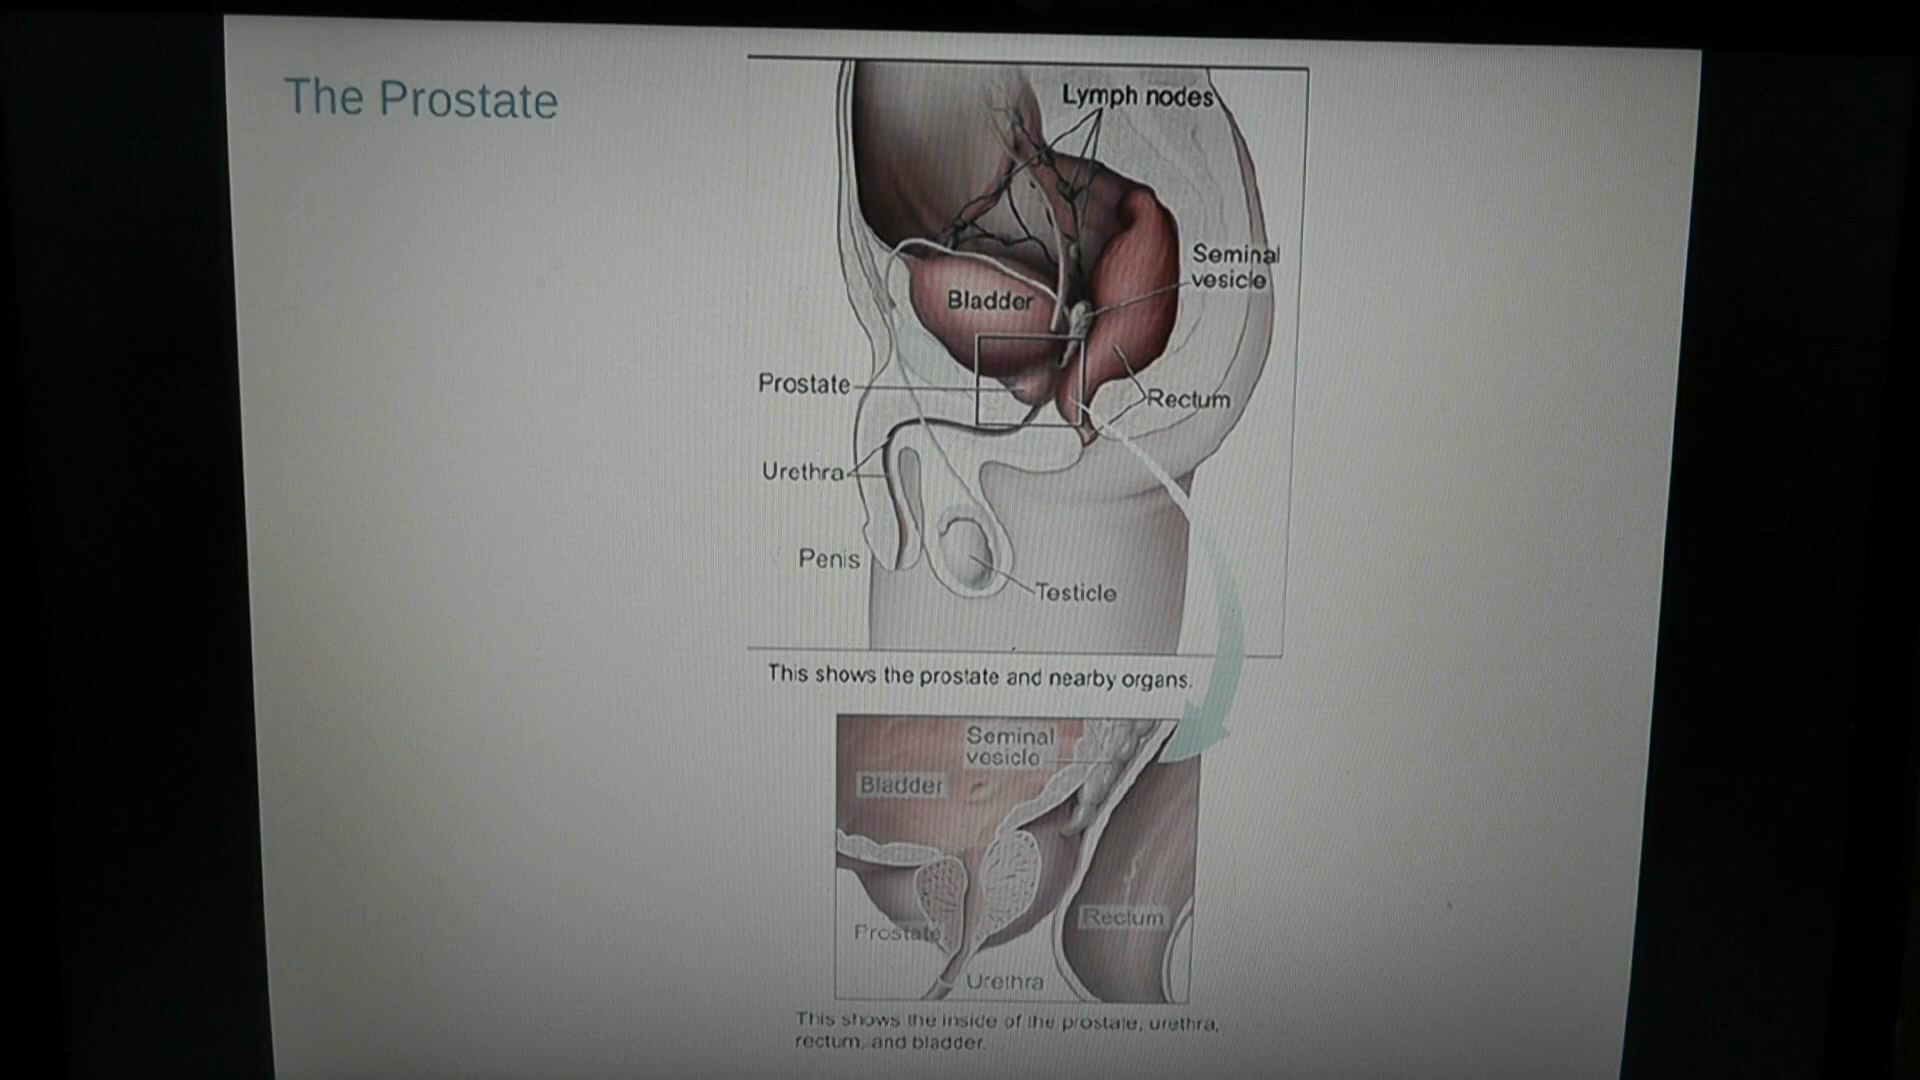 The Prostate
Lymph nodes
Seminal
vesicle
Bladder
Prostate
Rectum
Urethra
Penis
Testicle
This shows the prostate and nearby organs.
Seminal
vesicle
Bladder
Rectum
Prostate
Urethra
This shows the inside of the prostate, urethra,
rectum, and bladder.